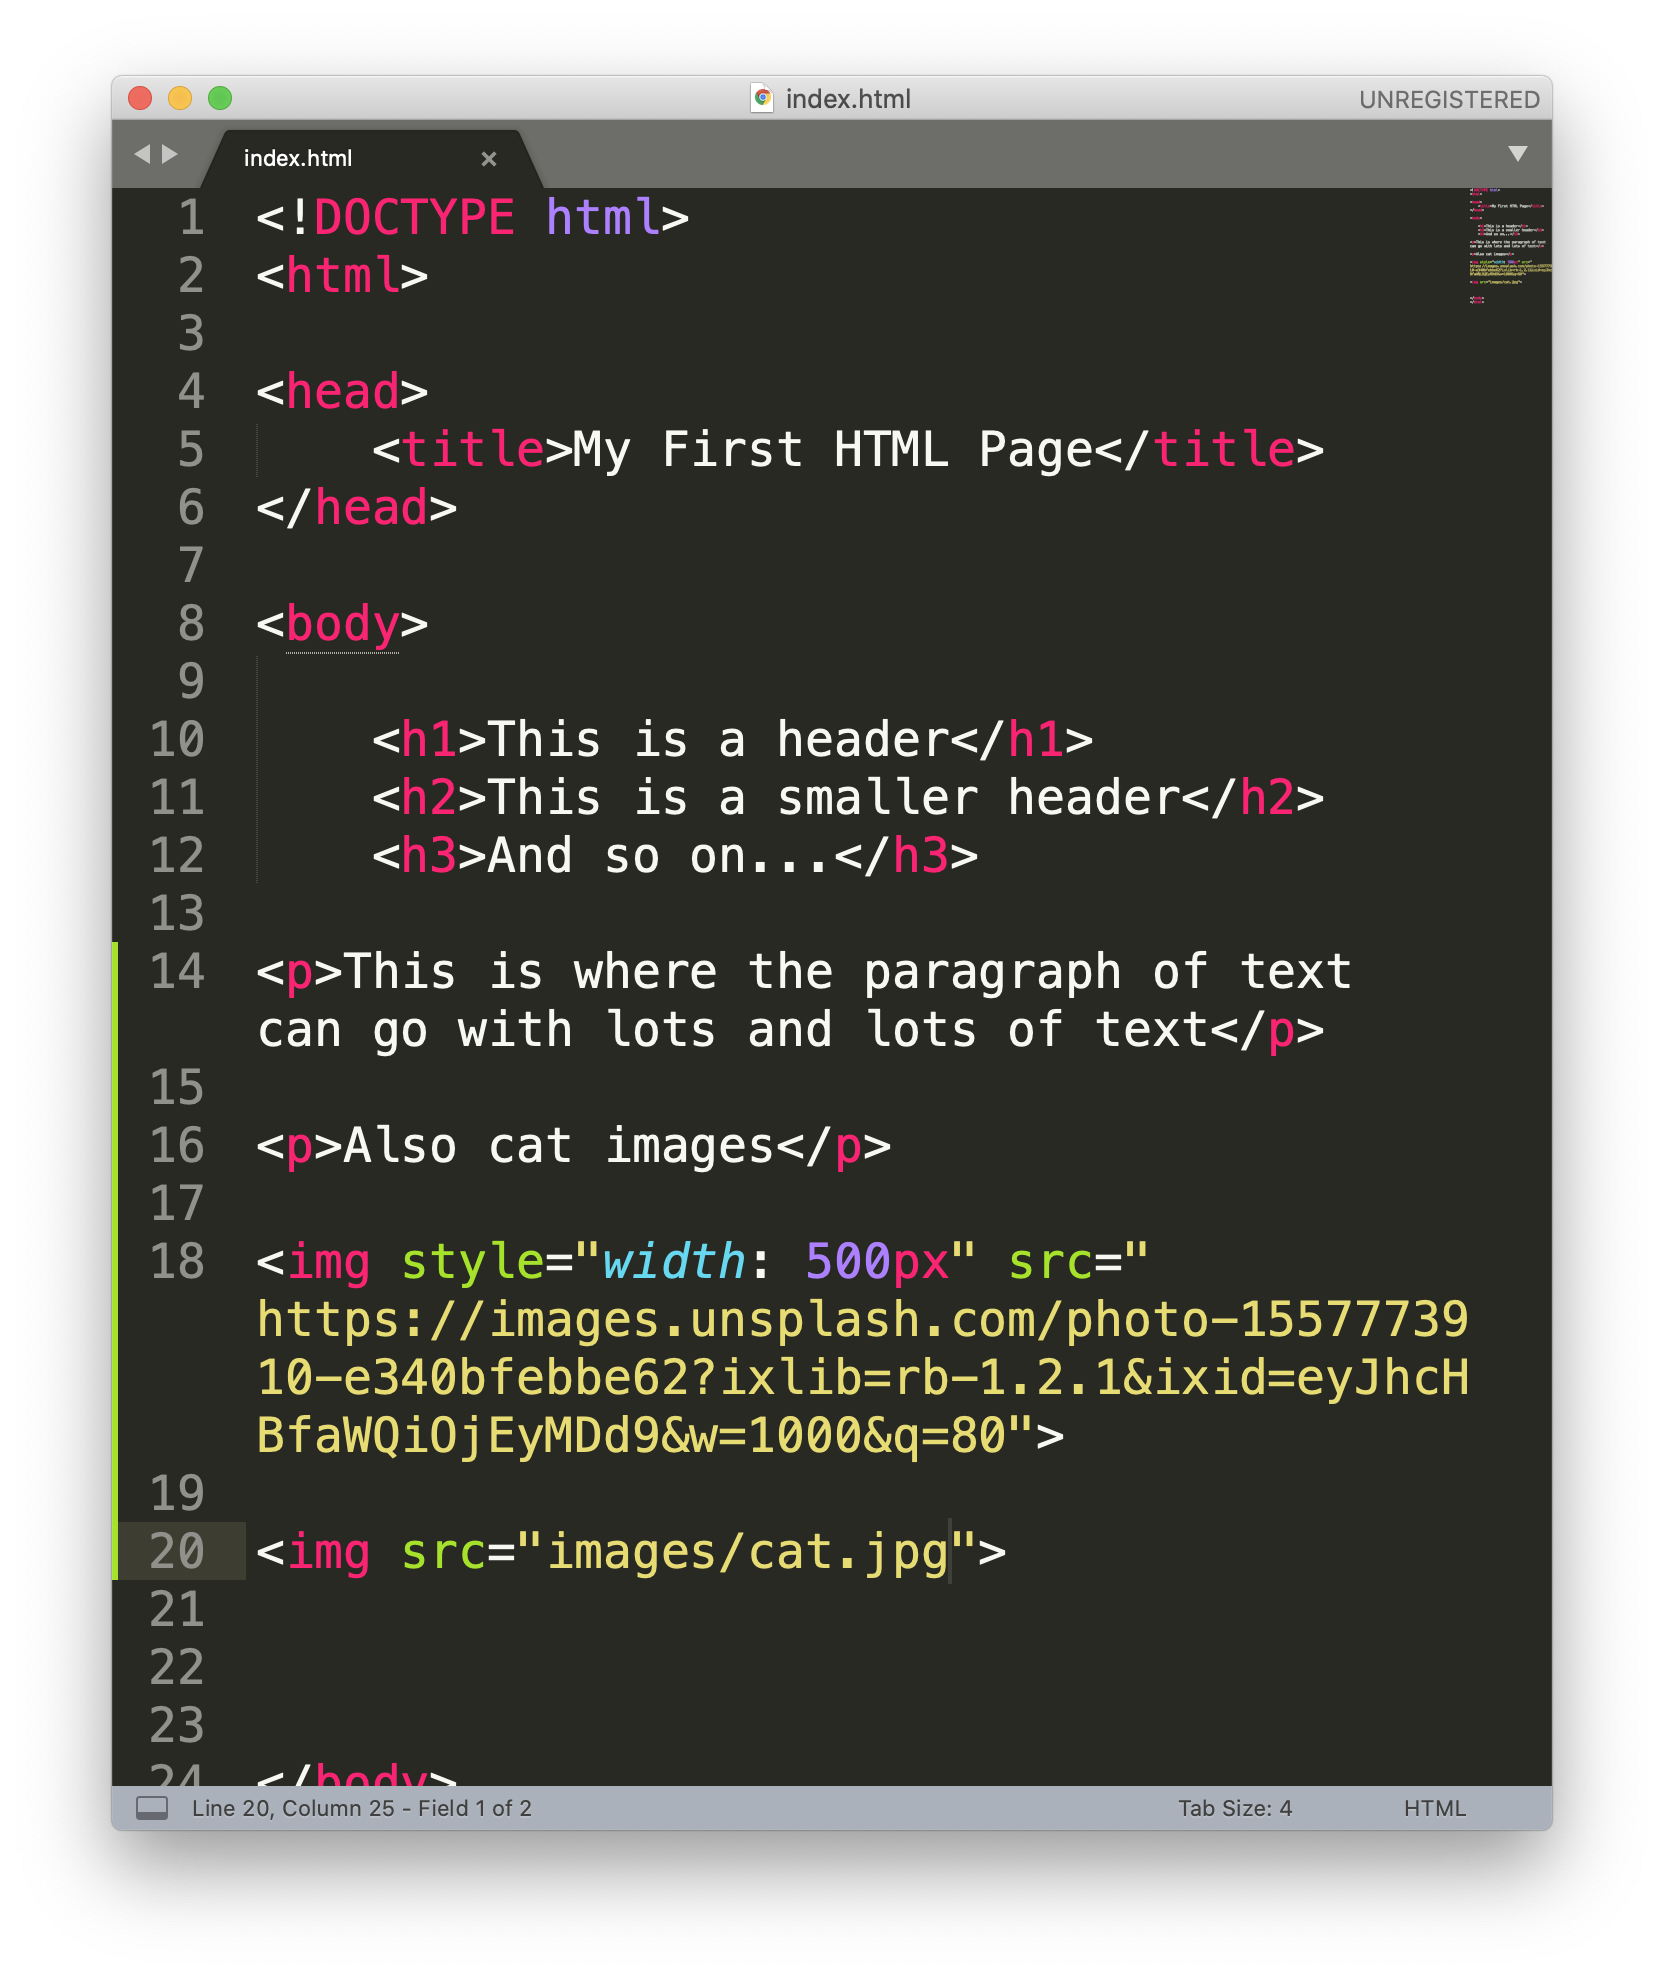 index.html
UNREGISTERED
index.html
1 <!DOCTYPE html>
2 <html>
3
4 <head>
5     <title>My First HTML Page</title>
6 </head>
7
8 <body>
9
10     <h1>This is a header</h1>
11     <h2>This is a smaller header</h2>
12     <h3>And so on...</h3>
13
14 <p>This is where the paragraph of text
can go with lots and lots of text</p>
15
16 <p>Also cat images</p>
17
18 <img style="width: 500px" src="
https://images.unsplash.com/photo-15577739
10-e340bfebbe62?ixlib=rb-1.2.1&ixid=eyJhcH
BfaWQiOjEyMDd9&w=1000&q=80">
19
20 <img src="images/cat.jpg">
21
22
23
24 </body>
Line 20, Column 25 - Field 1 of 2
Tab Size: 4
HTML